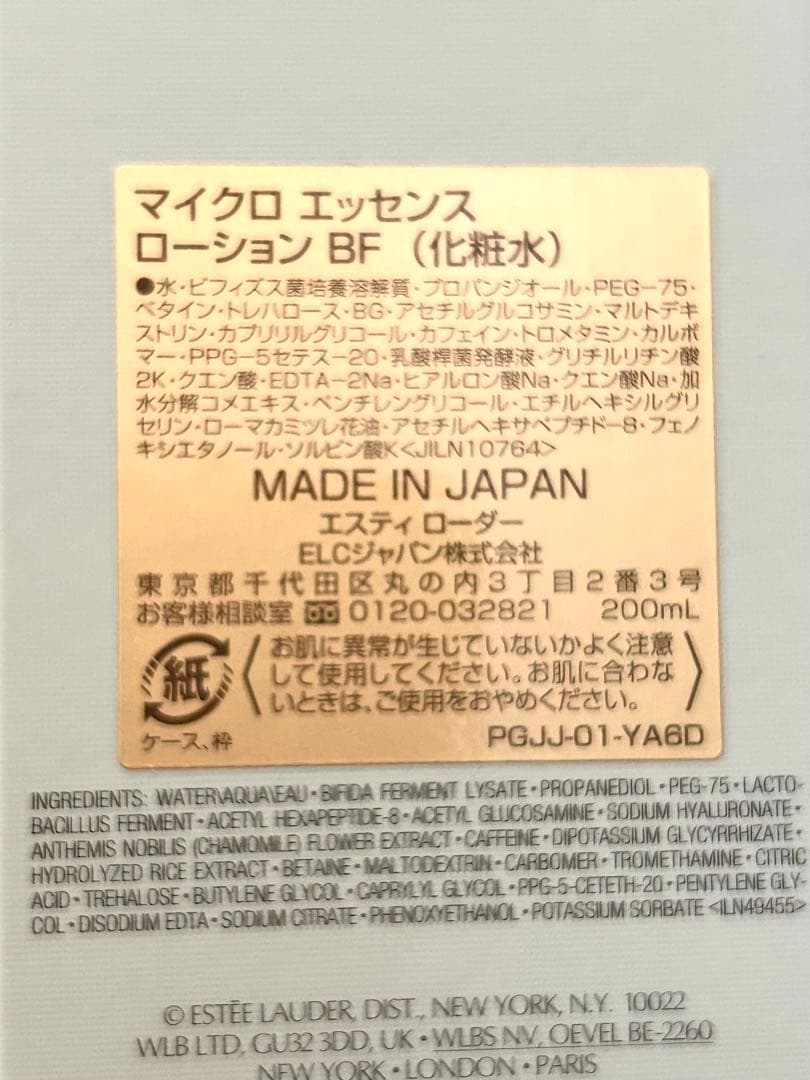 マイクロ エッセンス
ローション BF （化粧水）
●水・ビフィズス菌培養溶解質・プロパンジオール・PEG-75・
ベタイン・トレハロース・BG・アセチルグルコサミン・マルトデキ
ストリン・カプリリルグリコール・カフェイン・トロメタミン・カルボ
マー・PPG-5セテス-20・乳酸桿菌発酵液・グリチルリチン酸
2K・クエン酸・EDTA-2Na・ヒアルロン酸Na・クエン酸Na・加
水分解コメエキス・ペンチレングリコール・エチルヘキシルグリ
セリン・ローマカミツレ花油・アセチルヘキサペプチド-8・フェノ
キシエタノール・ソルビン酸K<JILN10764>
MADE IN JAPAN
エスティ ローダー
ELCジャパン株式会社
東京都千代田区丸の内3丁目2番3号
お客様相談室 0120-032821 200mL
紙
ケース、枠
お肌に異常が生じていないかよく注意
して使用してください。お肌に合わな
いときは、ご使用をおやめください。
PGJJ-01-YA6D
INGREDIENTS: WATER\AQUA\EAU • BIFIDA FERMENT LYSATE • PROPANEDIOL • PEG-75 • LACTO-
BACILLUS FERMENT • ACETYL HEXAPEPTIDE-8 • ACETYL GLUCOSAMINE • SODIUM HYALURONATE •
ANTHEMIS NOBILIS (CHAMOMILE) FLOWER EXTRACT • CAFFEINE • DIPOTASSIUM GLYCYRRHIZATE •
HYDROLYZED RICE EXTRACT • BETAINE • MALTODEXTRIN • CARBOMER • TROMETHAMINE • CITRIC
ACID • TREHALOSE • BUTYLENE GLYCOL • CAPRYLYL GLYCOL • PPG-5-CETETH-20 • PENTYLENE GLY-
COL • DISODIUM EDTA • SODIUM CITRATE • PHENOXYETHANOL • POTASSIUM SORBATE <ILN49455>
© ESTĒE LAUDER, DIST., NEW YORK, N.Y. 10022
WLB LTD, GU32 3DD, UK • WLBS NV, OEVEL BE-2260
NEW YORK • LONDON • PARIS